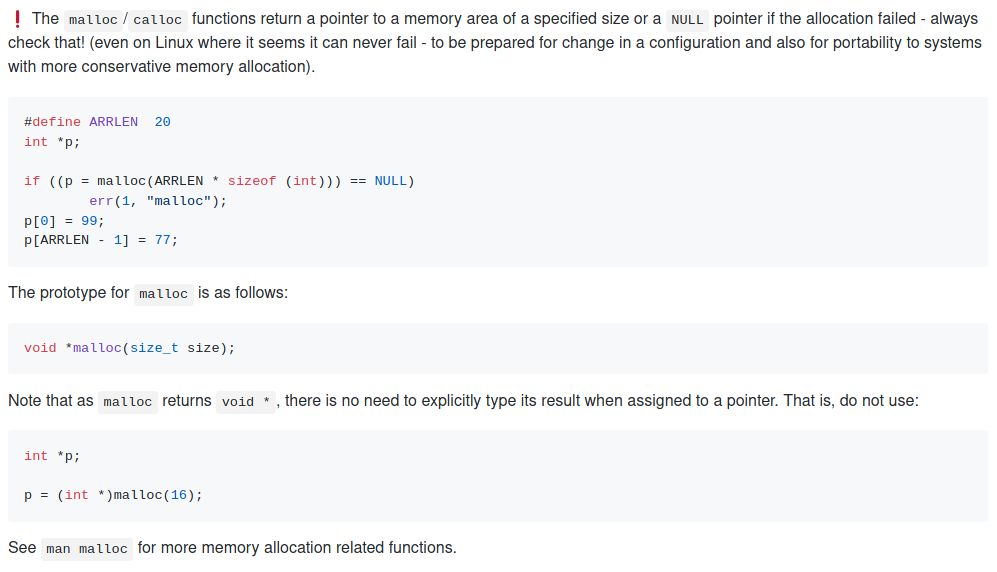 ❗ The malloc / calloc functions return a pointer to a memory area of a specified size or a NULL pointer if the allocation failed - always
check that! (even on Linux where it seems it can never fail - to be prepared for change in a configuration and also for portability to systems
with more conservative memory allocation).
#define ARRLEN  20
int *p;
if ((p = malloc(ARRLEN * sizeof (int))) == NULL)
        err(1, "malloc");
p[0] = 99;
p[ARRLEN - 1] = 77;
The prototype for malloc is as follows:
void *malloc(size_t size);
Note that as malloc returns void * , there is no need to explicitly type its result when assigned to a pointer. That is, do not use:
int *p;
p = (int *)malloc(16);
See man malloc for more memory allocation related functions.